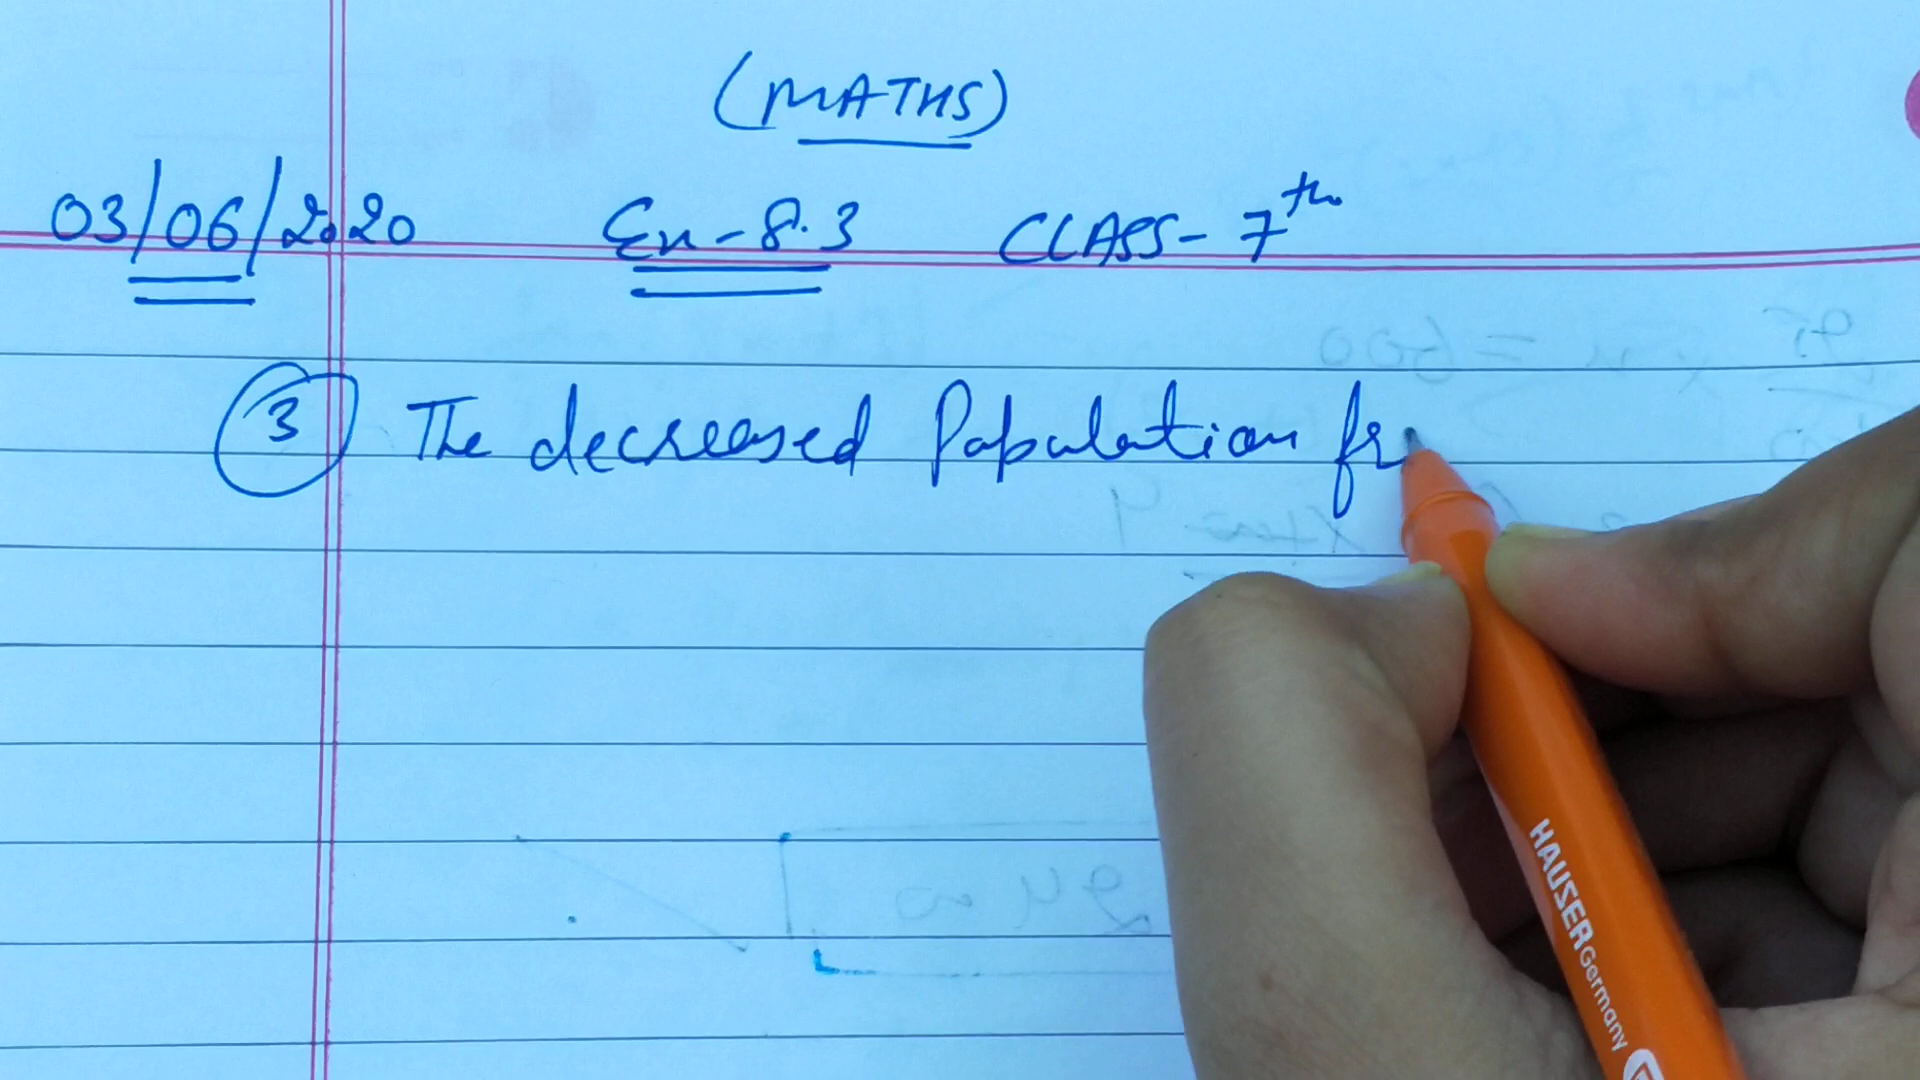 (MATHS)
03/06/2020 Ex-8.3 CLASS-7th
3 The decreased Population fr
HAUSER Germany